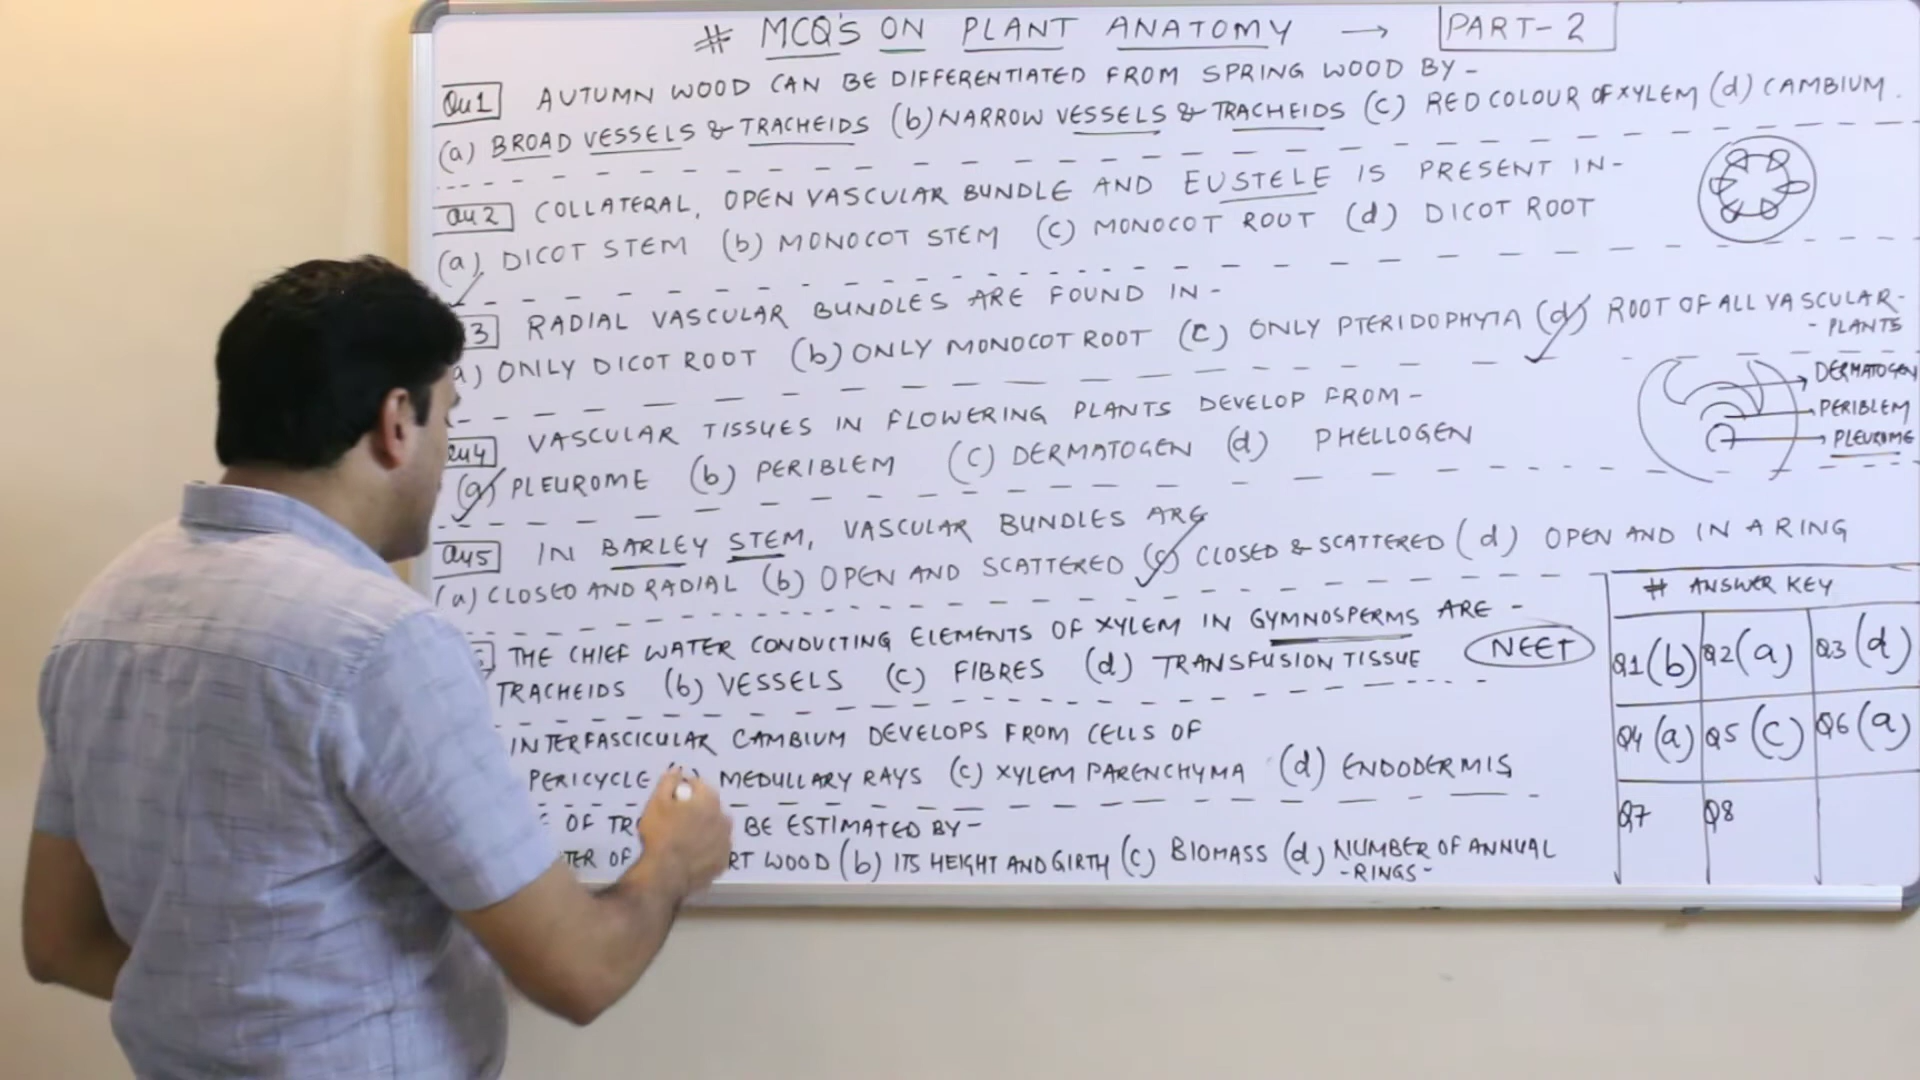 # MCQ'S ON PLANT ANATOMY → PART-2
Qu1 AUTUMN WOOD CAN BE DIFFERENTIATED FROM SPRING WOOD BY -
(a) BROAD VESSELS & TRACHEIDS (b) NARROW VESSELS & TRACHEIDS (c) RED COLOUR OF XYLEM (d) CAMBIUM.
Qu2 COLLATERAL, OPEN VASCULAR BUNDLE AND EUSTELE IS PRESENT IN -
(a) DICOT STEM (b) MONOCOT STEM (c) MONOCOT ROOT (d) DICOT ROOT
3 RADIAL VASCULAR BUNDLES ARE FOUND IN -
a) ONLY DICOT ROOT (b) ONLY MONOCOT ROOT (c) ONLY PTERIDOPHYTA (d) ROOT OF ALL VASCULAR -
- PLANTS
DERMATOGEN
PERIBLEM
PLEUROME
Qu4 VASCULAR TISSUES IN FLOWERING PLANTS DEVELOP FROM -
(a) PLEUROME (b) PERIBLEM (c) DERMATOGEN (d) PHELLOGEN
Qu5 IN BARLEY STEM, VASCULAR BUNDLES ARE
(a) CLOSED AND RADIAL (b) OPEN AND SCATTERED (c) CLOSED & SCATTERED (d) OPEN AND IN A RING
THE CHIEF WATER CONDUCTING ELEMENTS OF XYLEM IN GYMNOSPERMS ARE - NEET
TRACHEIDS (b) VESSELS (c) FIBRES (d) TRANSFUSION TISSUE
INTERFASCICULAR CAMBIUM DEVELOPS FROM CELLS OF
PERICYCLE MEDULLARY RAYS (c) XYLEM PARENCHYMA (d) ENDODERMIS
OF BE ESTIMATED BY -
OF WOOD (b) ITS HEIGHT AND GIRTH (c) BIOMASS (d) NUMBER OF ANNUAL
- RINGS -
# ANSWER KEY
Q1 (b) Q2 (a) Q3 (d)
Q4 (a) Q5 (c) Q6 (a)
Q7 Q8